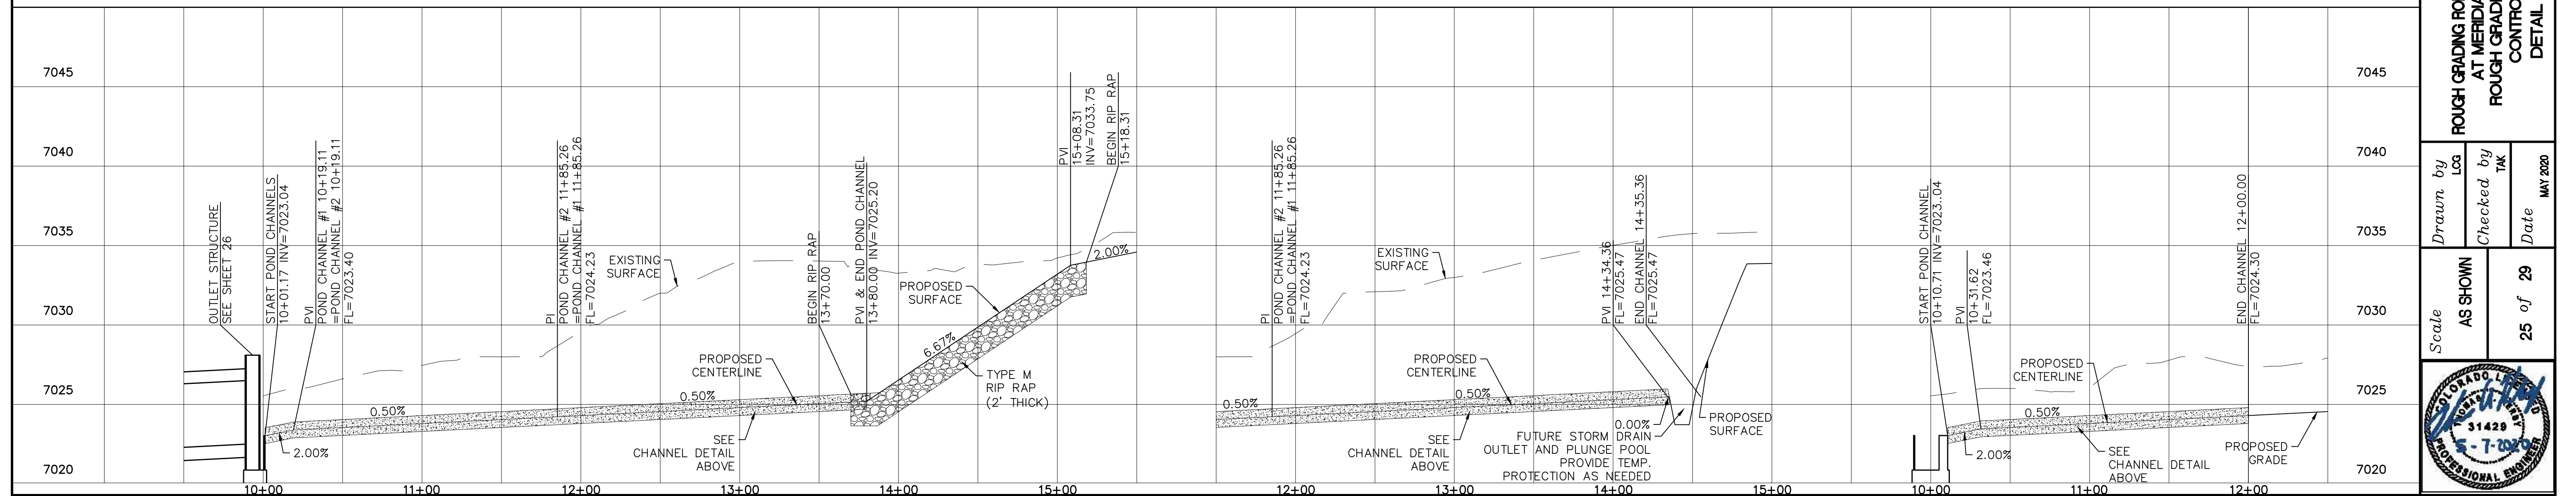 7045
7040
7035
7030
7025
7020
OUTLET STRUCTURE
SEE SHEET 26
START POND CHANNELS
10+01.17 INV=7023.04
PVI
POND CHANNEL #1 10+19.11
=POND CHANNEL #2 10+19.11
FL=7023.40
2.00%
0.50%
PI
POND CHANNEL #2 11+85.26
=POND CHANNEL #1 11+85.26
FL=7024.23
EXISTING
SURFACE
PROPOSED
CENTERLINE
0.50%
SEE
CHANNEL DETAIL
ABOVE
BEGIN RIP RAP
13+70.00
PVI & END POND CHANNEL
13+80.00 INV=7025.20
PROPOSED
SURFACE
6.67%
TYPE M
RIP RAP
(2' THICK)
PVI
15+08.31
INV=7033.75
BEGIN RIP RAP
15+18.31
2.00%
10+00
11+00
12+00
13+00
14+00
15+00
0.50%
PI
POND CHANNEL #2 11+85.26
=POND CHANNEL #1 11+85.26
FL=7024.23
EXISTING
SURFACE
PROPOSED
CENTERLINE
0.50%
SEE
CHANNEL DETAIL
ABOVE
PVI 14+34.36
FL=7025.47
END CHANNEL 14+35.36
FL=7025.47
0.00%
FUTURE STORM DRAIN
OUTLET AND PLUNGE POOL
PROVIDE TEMP.
PROTECTION AS NEEDED
PROPOSED
SURFACE
12+00
13+00
14+00
15+00
START POND CHANNEL
10+10.71 INV=7023.04
PVI
10+31.62
FL=7023.46
2.00%
0.50%
PROPOSED
CENTERLINE
SEE
CHANNEL DETAIL
ABOVE
END CHANNEL 12+00.00
FL=7024.30
PROPOSED
GRADE
10+00
11+00
12+00
7045
7040
7035
7030
7025
7020
ROUGH GRADING RO
AT MERIDIA
ROUGH GRADI
CONTRO
DETAIL
Drawn by
LCG
Checked by
TAK
Date
MAY 2020
Scale
AS SHOWN
25 of 29
COLORADO
31429
5-7-2020
PROFESSIONAL ENGINEER